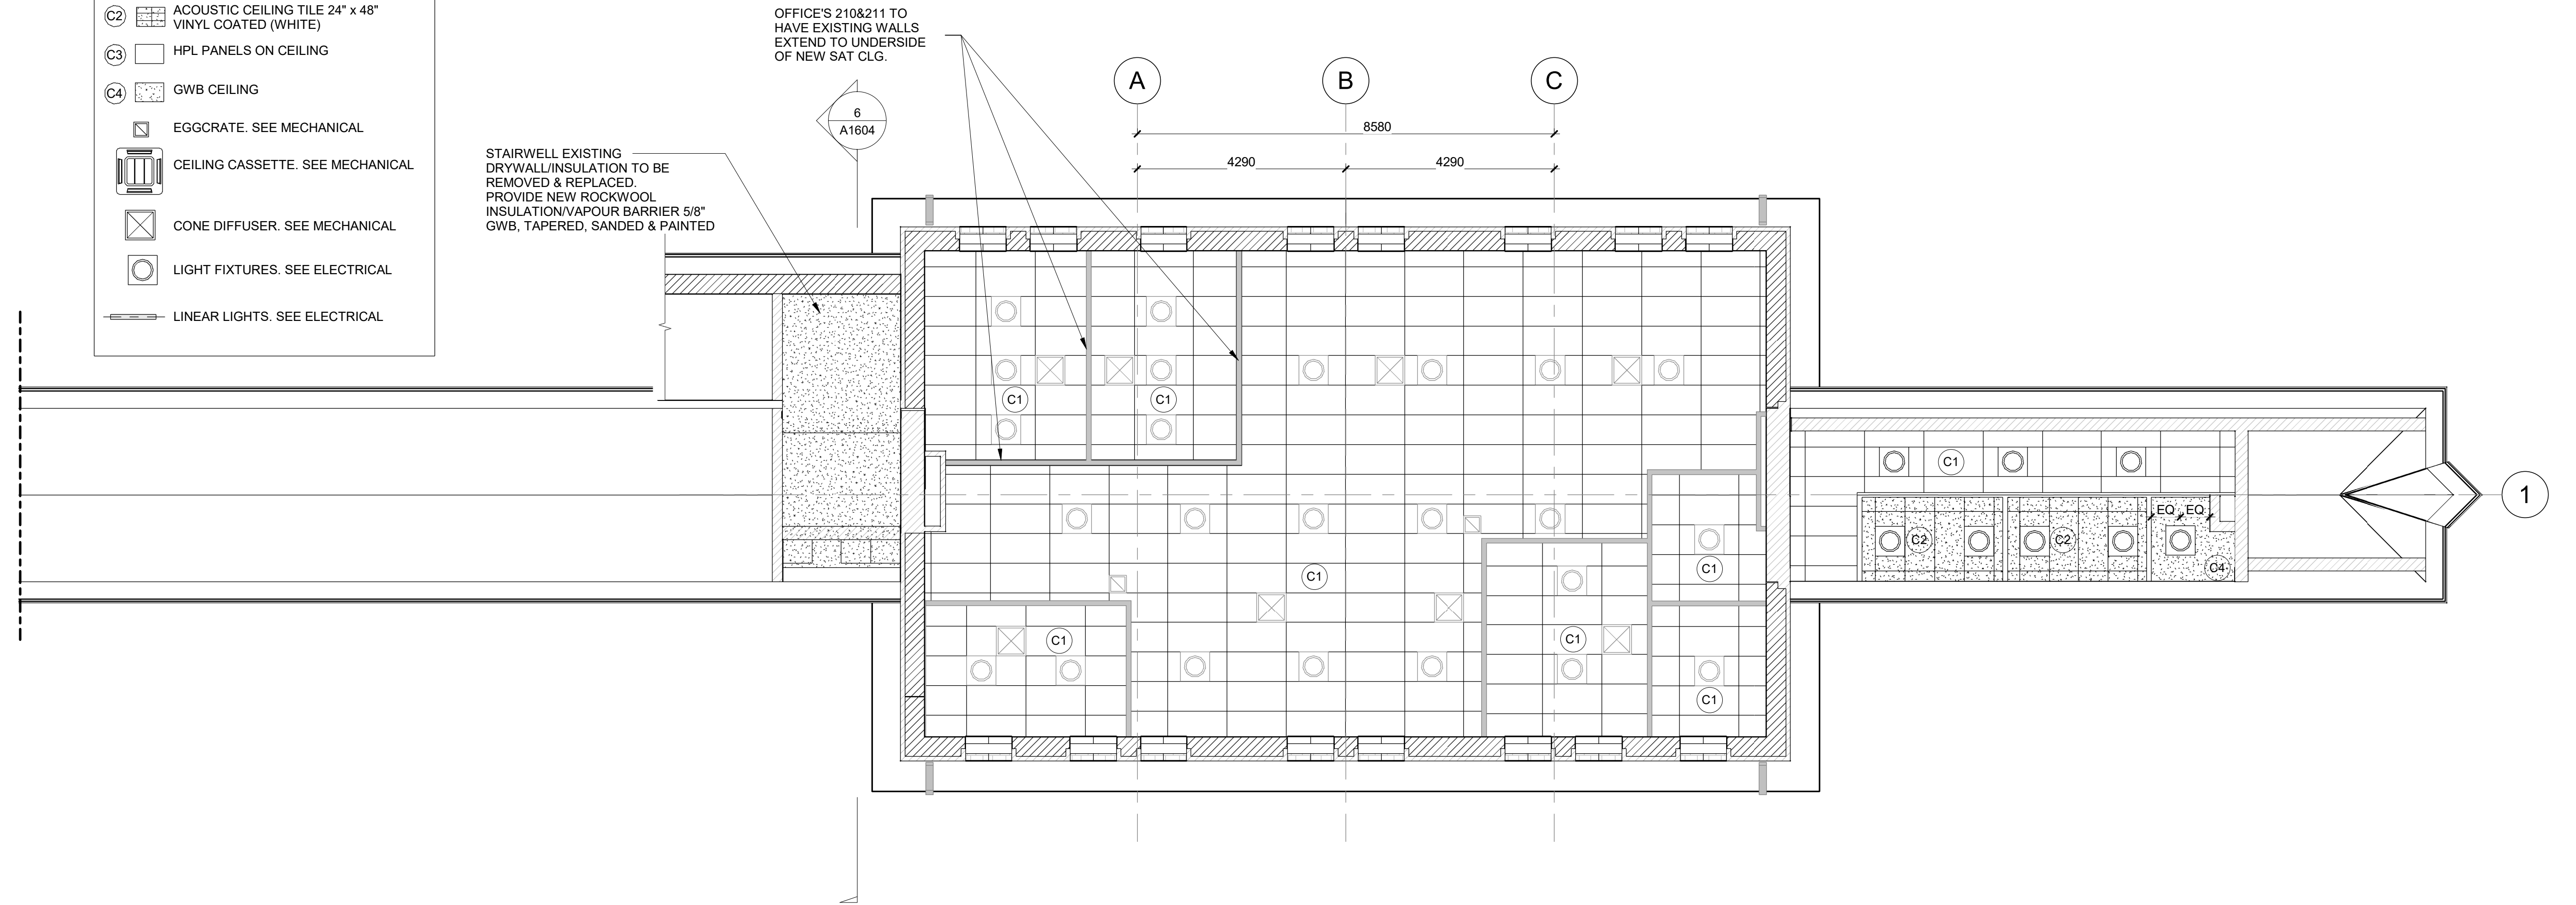 C2
ACOUSTIC CEILING TILE 24" x 48"
VINYL COATED (WHITE)
C3
HPL PANELS ON CEILING
C4
GWB CEILING
EGGCRATE. SEE MECHANICAL
CEILING CASSETTE. SEE MECHANICAL
CONE DIFFUSER. SEE MECHANICAL
LIGHT FIXTURES. SEE ELECTRICAL
LINEAR LIGHTS. SEE ELECTRICAL
STAIRWELL EXISTING
DRYWALL/INSULATION TO BE
REMOVED & REPLACED.
PROVIDE NEW ROCKWOOL
INSULATION/VAPOUR BARRIER 5/8"
GWB, TAPERED, SANDED & PAINTED
OFFICE'S 210&211 TO
HAVE EXISTING WALLS
EXTEND TO UNDERSIDE
OF NEW SAT CLG.
6
A1604
A
B
C
8580
4290
4290
C1
C1
C1
C1
C1
C1
C1
C1
C2
C2
EQ
EQ
C4
1